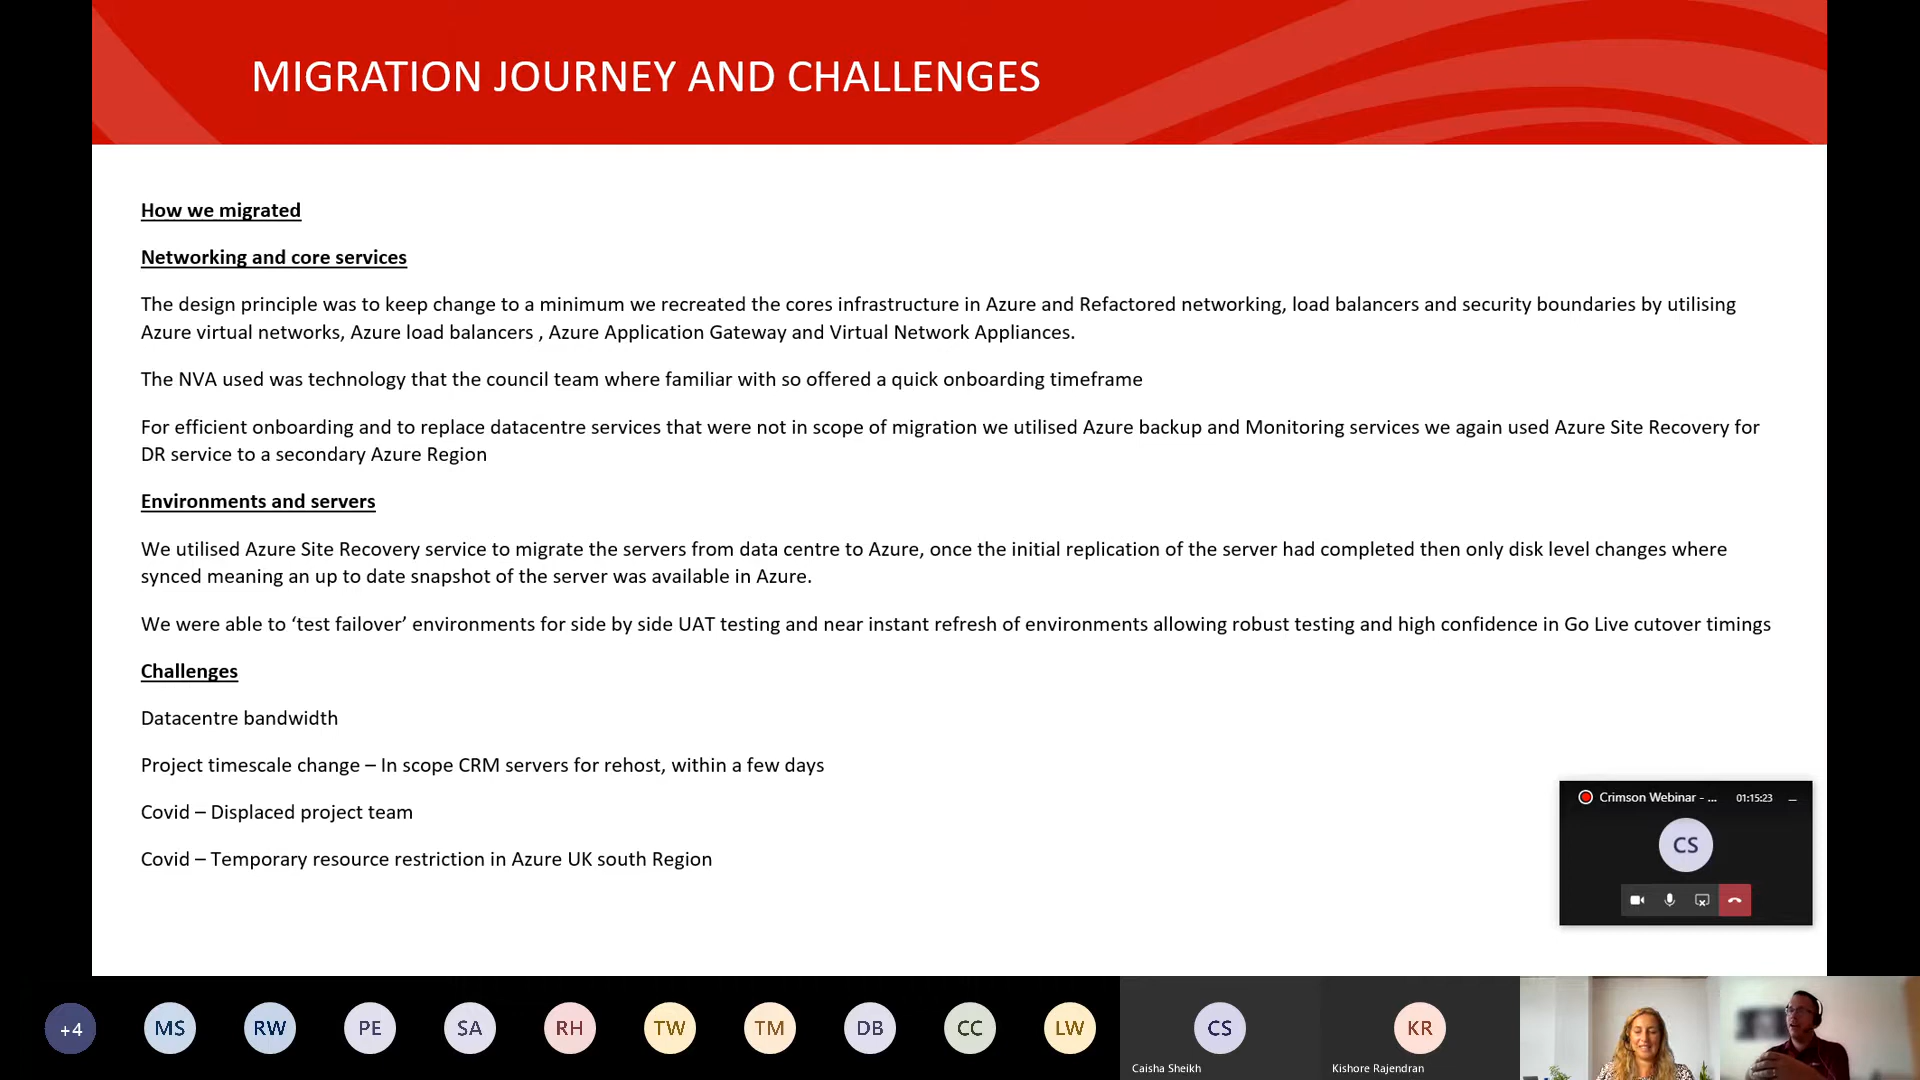 MIGRATION JOURNEY AND CHALLENGES
How we migrated
Networking and core services
The design principle was to keep change to a minimum we recreated the cores infrastructure in Azure and Refactored networking, load balancers and security boundaries by utilising
Azure virtual networks, Azure load balancers , Azure Application Gateway and Virtual Network Appliances.
The NVA used was technology that the council team where familiar with so offered a quick onboarding timeframe
For efficient onboarding and to replace datacentre services that were not in scope of migration we utilised Azure backup and Monitoring services we again used Azure Site Recovery for
DR service to a secondary Azure Region
Environments and servers
We utilised Azure Site Recovery service to migrate the servers from data centre to Azure, once the initial replication of the server had completed then only disk level changes where
synced meaning an up to date snapshot of the server was available in Azure.
We were able to ‘test failover’ environments for side by side UAT testing and near instant refresh of environments allowing robust testing and high confidence in Go Live cutover timings
Challenges
Datacentre bandwidth
Project timescale change – In scope CRM servers for rehost, within a few days
Covid – Displaced project team
Covid – Temporary resource restriction in Azure UK south Region
Crimson Webinar - ... 01:15:23
CS
+4 MS RW PE SA RH TW TM DB CC LW CS KR
Caisha Sheikh Kishore Rajendran